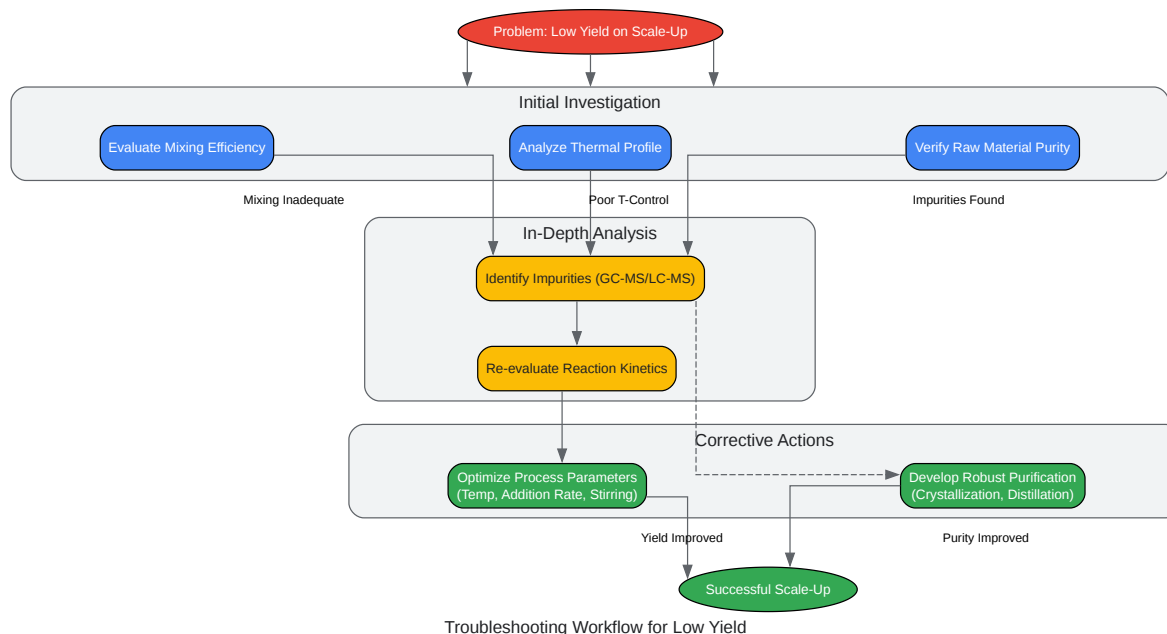 Problem: Low Yield on Scale-Up
Initial Investigation
Evaluate Mixing Efficiency
Analyze Thermal Profile
Verify Raw Material Purity
Mixing Inadequate
Poor T-Control
Impurities Found
In-Depth Analysis
Identify Impurities (GC-MS/LC-MS)
Re-evaluate Reaction Kinetics
Corrective Actions
Optimize Process Parameters
(Temp, Addition Rate, Stirring)
Develop Robust Purification
(Crystallization, Distillation)
Yield Improved
Purity Improved
Successful Scale-Up
Troubleshooting Workflow for Low Yield